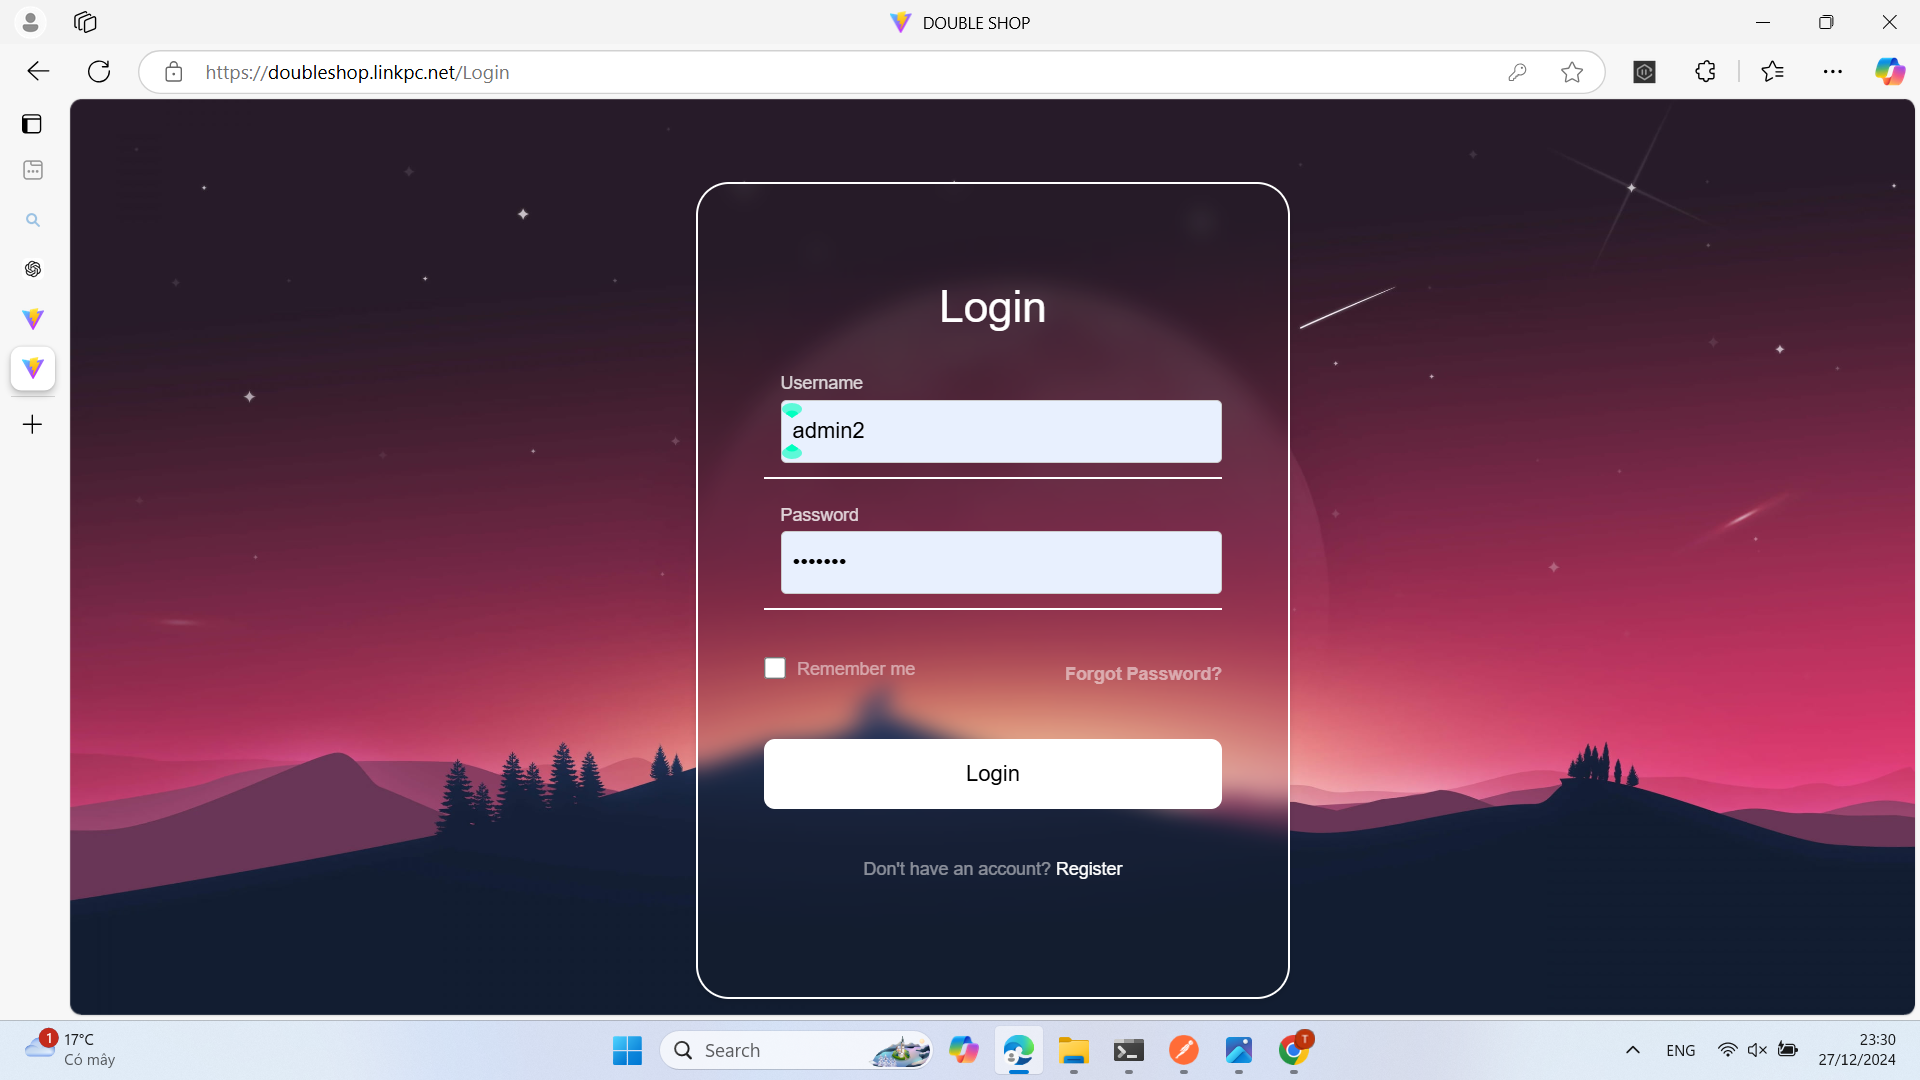 DOUBLE SHOP
https://doubleshop.linkpc.net/Login
Login
Username
admin2
Password
•••••••
Remember me
Forgot Password?
Login
Don't have an account? Register
1
17°C
Có mây
Search
T
ENG
23:30
27/12/2024